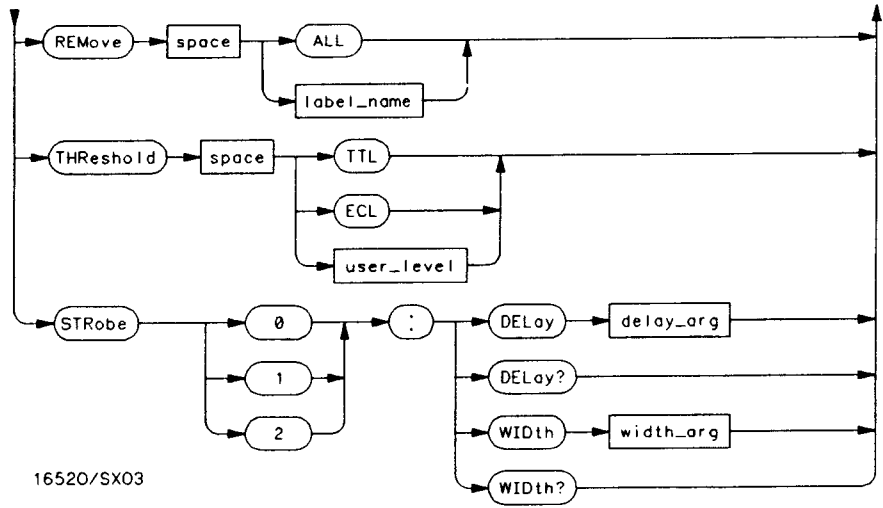 REMove space ALL
label_name
THReshold space TTL
ECL
user_level
STRobe 0 : DELay delay_arg
1 DELay?
2 WIDth width_arg
16520/SX03 WIDth?